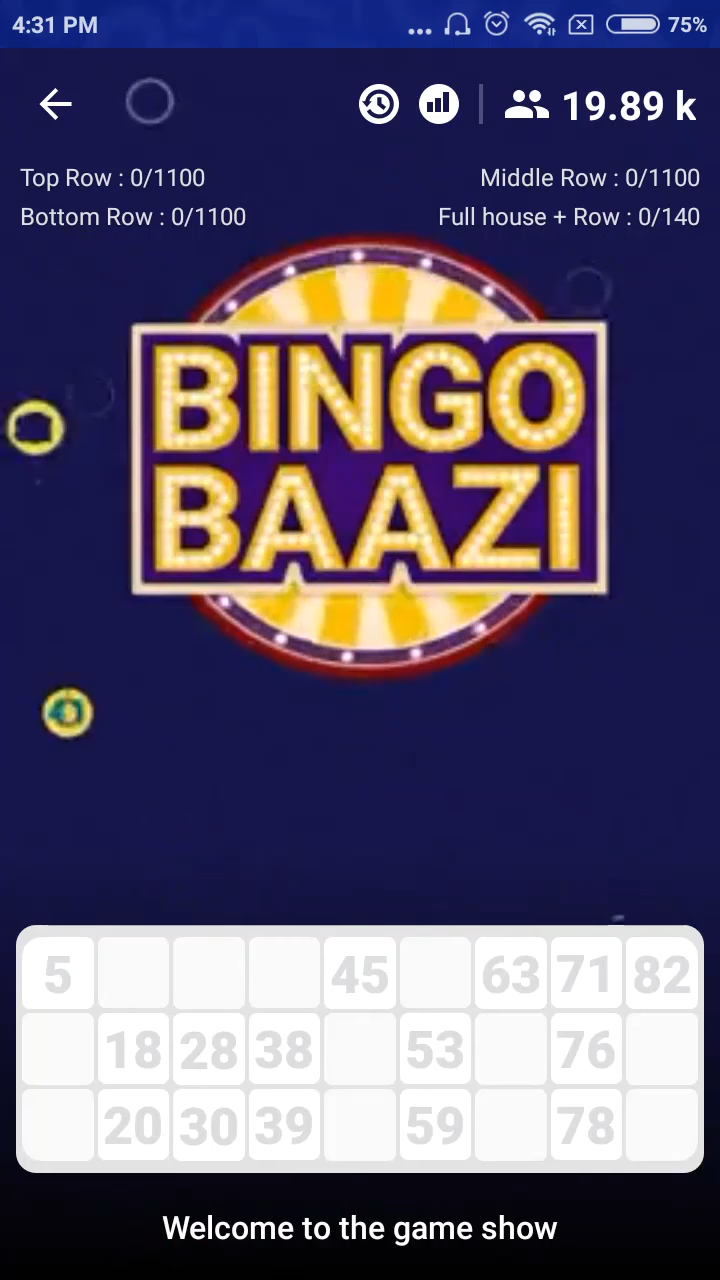 4:31 PM
75%
19.89 k
Top Row : 0/1100
Middle Row : 0/1100
Bottom Row : 0/1100
Full house + Row : 0/140
BINGO
BAAZI
5 45 63 71 82
18 28 38 53 76
20 30 39 59 78
Welcome to the game show